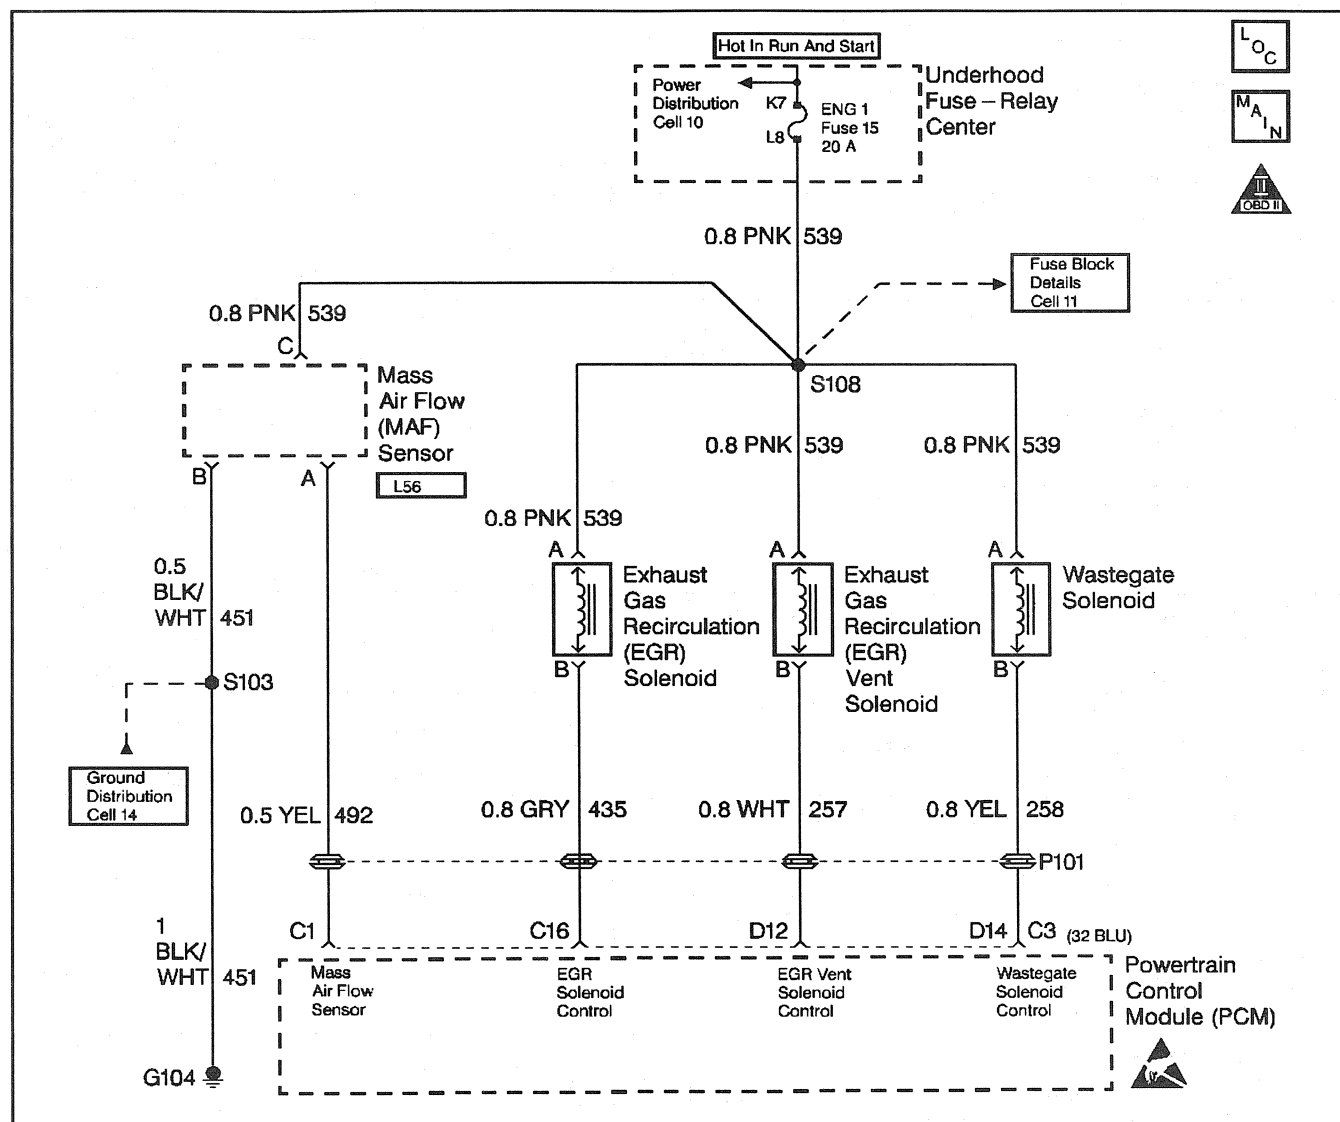 Hot In Run And Start
L
O
C
M
A
I
N
II
OBD II
Power
Distribution
Cell 10
K7
L8
ENG 1
Fuse 15
20 A
Underhood
Fuse – Relay
Center
0.8 PNK 539
Fuse Block
Details
Cell 11
0.8 PNK 539
C
Mass
Air Flow
(MAF)
Sensor
L56
B
A
S108
0.8 PNK 539
0.8 PNK 539
0.8 PNK 539
A
A
A
Exhaust
Gas
Recirculation
(EGR)
Solenoid
Exhaust
Gas
Recirculation
(EGR)
Vent
Solenoid
Wastegate
Solenoid
B
B
B
0.5
BLK/
WHT 451
S103
Ground
Distribution
Cell 14
0.5 YEL 492
0.8 GRY 435
0.8 WHT 257
0.8 YEL 258
P101
1
BLK/
WHT 451
G104
C1
C16
D12
D14
C3 (32 BLU)
Mass
Air Flow
Sensor
EGR
Solenoid
Control
EGR Vent
Solenoid
Control
Wastegate
Solenoid
Control
Powertrain
Control
Module (PCM)